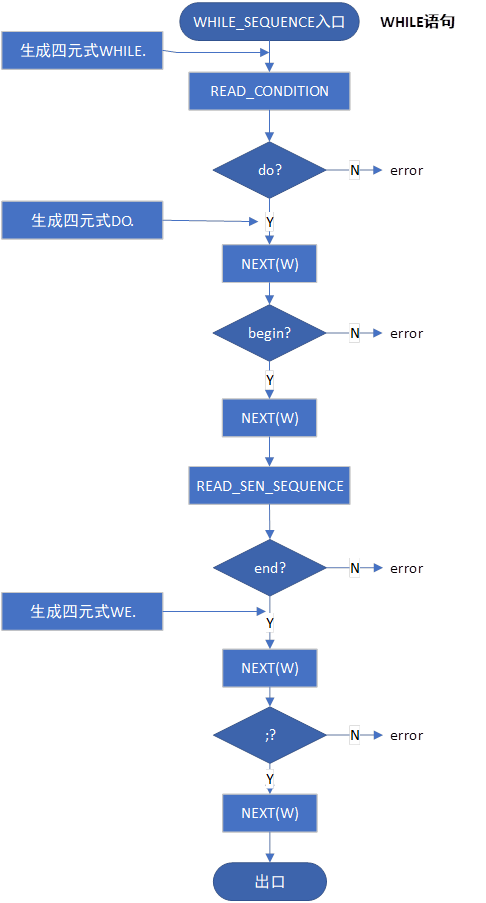 WHILE_SEQUENCE入口
WHILE语句
生成四元式WHILE.
READ_CONDITION
do?
N
error
生成四元式DO.
Y
NEXT(W)
begin?
N
error
Y
NEXT(W)
READ_SEN_SEQUENCE
end?
N
error
生成四元式WE.
Y
NEXT(W)
;?
N
error
Y
NEXT(W)
出口